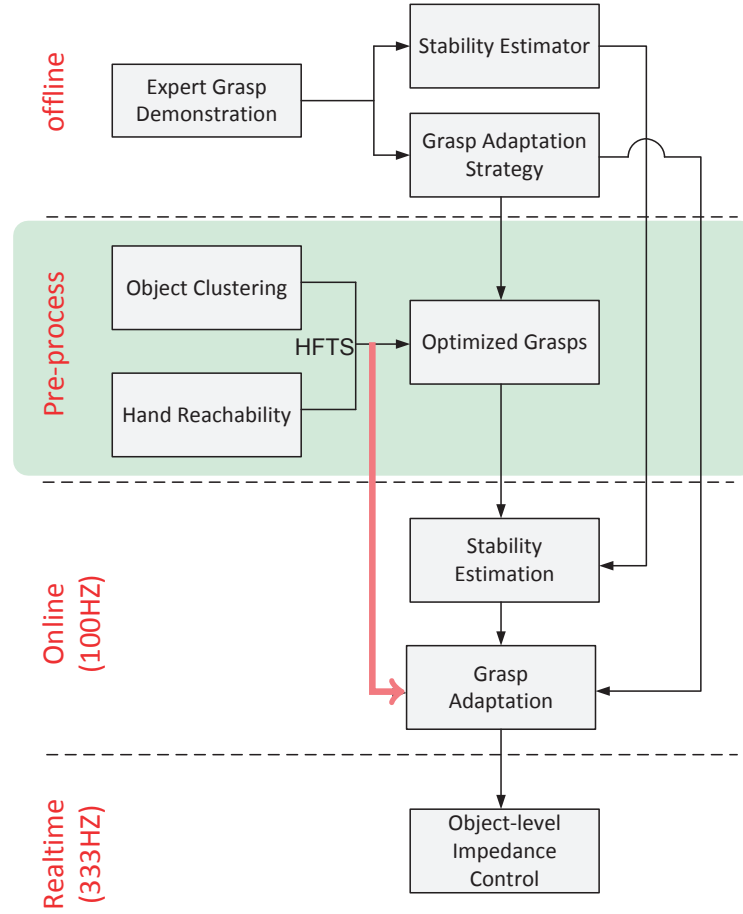 offline
Expert Grasp
Demonstration
Stability Estimator
Grasp Adaptation
Strategy
Pre-process
Object Clustering
HFTS
Hand Reachability
Optimized Grasps
Online
(100HZ)
Stability
Estimation
Grasp
Adaptation
Realtime
(333HZ)
Object-level
Impedance
Control